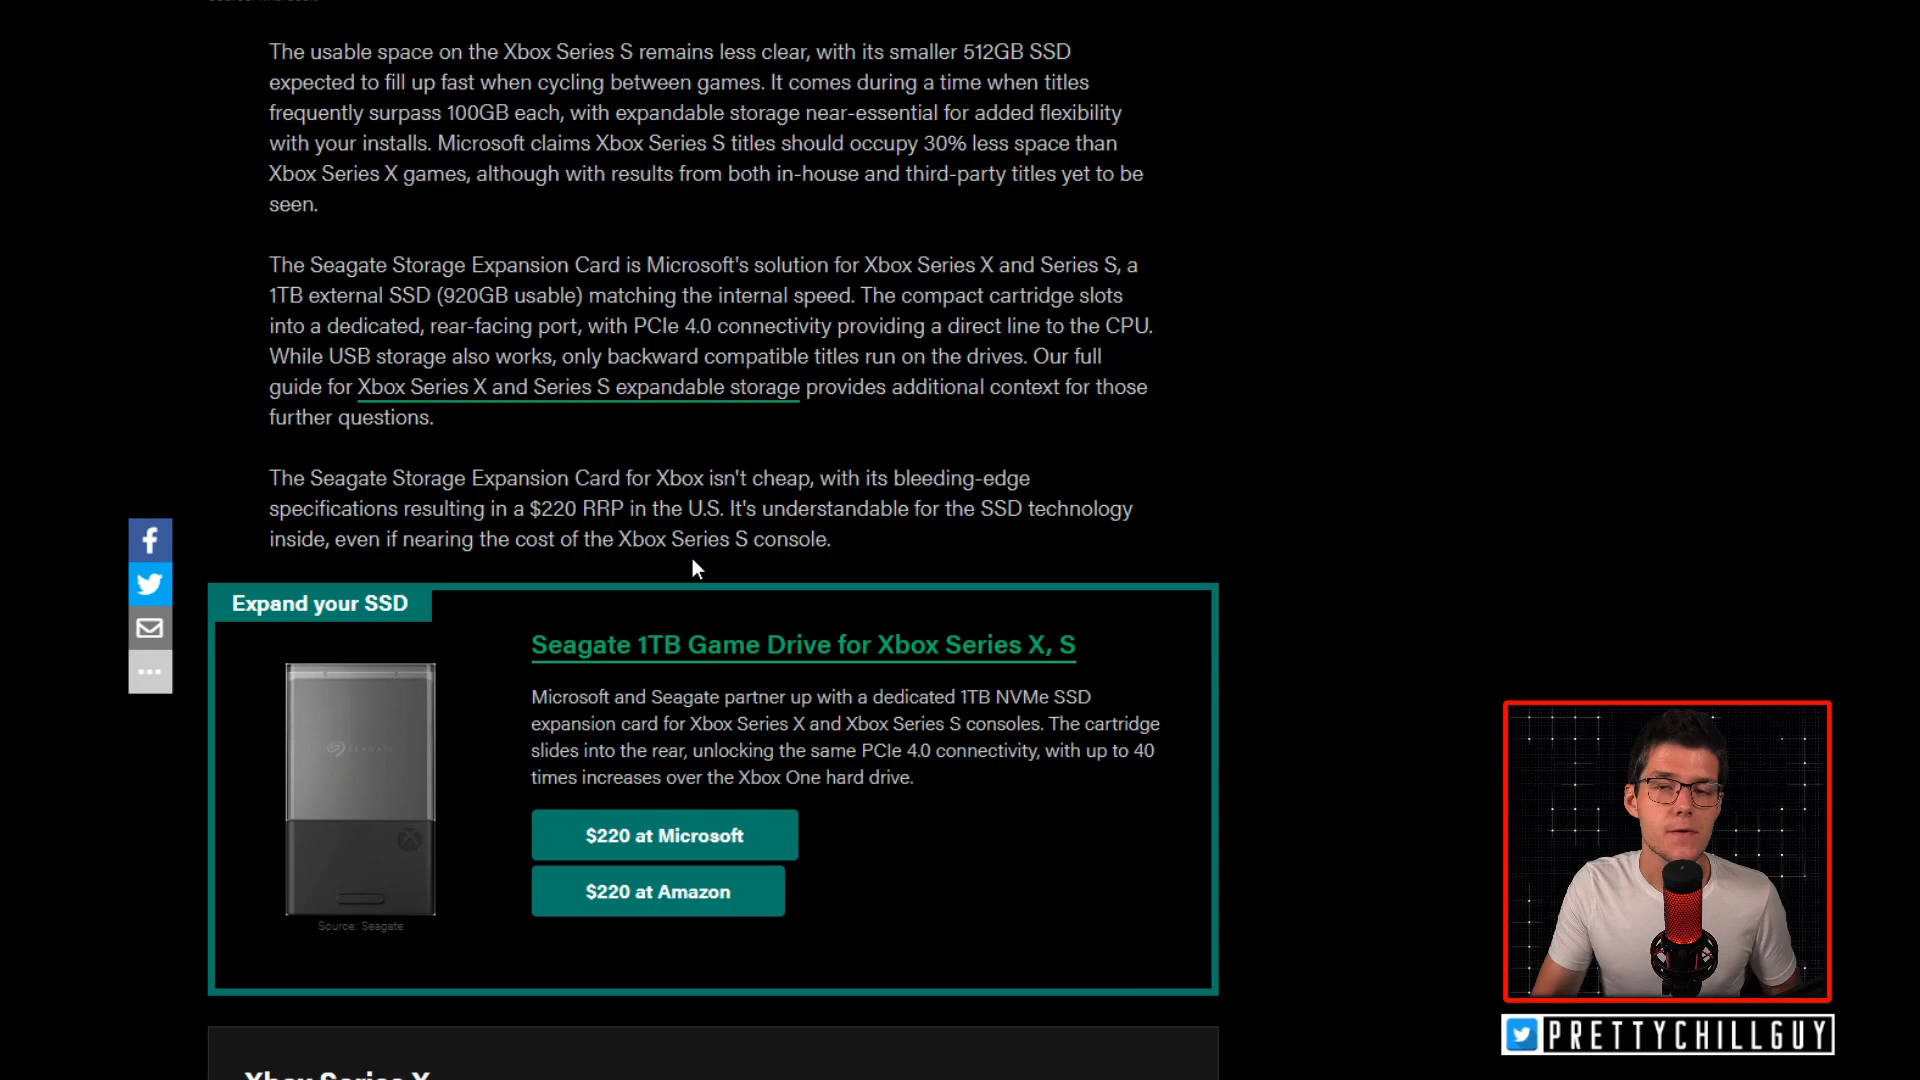 The usable space on the Xbox Series S remains less clear, with its smaller 512GB SSD
expected to fill up fast when cycling between games. It comes during a time when titles
frequently surpass 100GB each, with expandable storage near-essential for added flexibility
with your installs. Microsoft claims Xbox Series S titles should occupy 30% less space than
Xbox Series X games, although with results from both in-house and third-party titles yet to be
seen.
The Seagate Storage Expansion Card is Microsoft's solution for Xbox Series X and Series S, a
1TB external SSD (920GB usable) matching the internal speed. The compact cartridge slots
into a dedicated, rear-facing port, with PCIe 4.0 connectivity providing a direct line to the CPU.
While USB storage also works, only backward compatible titles run on the drives. Our full
guide for Xbox Series X and Series S expandable storage provides additional context for those
further questions.
The Seagate Storage Expansion Card for Xbox isn't cheap, with its bleeding-edge
specifications resulting in a $220 RRP in the U.S. It's understandable for the SSD technology
inside, even if nearing the cost of the Xbox Series S console.
Expand your SSD
Seagate 1TB Game Drive for Xbox Series X, S
Microsoft and Seagate partner up with a dedicated 1TB NVMe SSD
expansion card for Xbox Series X and Xbox Series S consoles. The cartridge
slides into the rear, unlocking the same PCIe 4.0 connectivity, with up to 40
times increases over the Xbox One hard drive.
$220 at Microsoft
$220 at Amazon
SEAGATE
Source: Seagate
Xbox Series X
PRETTYCHILLGUY